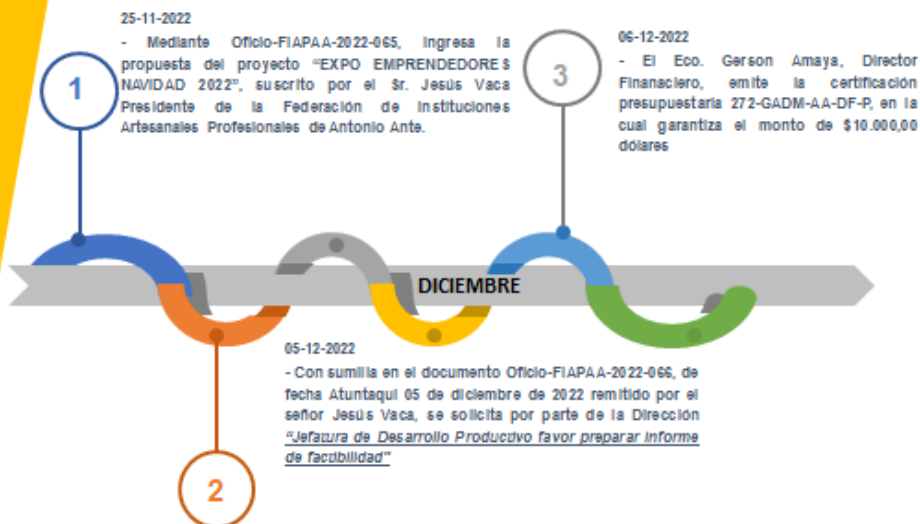 25-11-2022
- Mediante Oficio-FIAPAA-2022-065, ingresa la
propuesta del proyecto "EXPO EMPRENDEDORES
NAVIDAD 2022", suscrito por el Sr. Jesús Vaca
Presidente de la Federación de Instituciones
Artesanales Profesionales de Antonio Ante.
1
06-12-2022
- El Eco. Gerson Amaya, Director
Financiero, emite la certificación
presupuestaria 272-GADM-AA-DF-P, en la
cual garantiza el monto de $10.000,00
dólares
3
DICIEMBRE
05-12-2022
- Con sumilla en el documento Oficio-FIAPAA-2022-066, de
fecha Atuntaqui 05 de diciembre de 2022 remitido por el
señor Jesús Vaca, se solicita por parte de la Dirección
"Jefatura de Desarrollo Productivo favor preparar informe
de factibilidad"
2